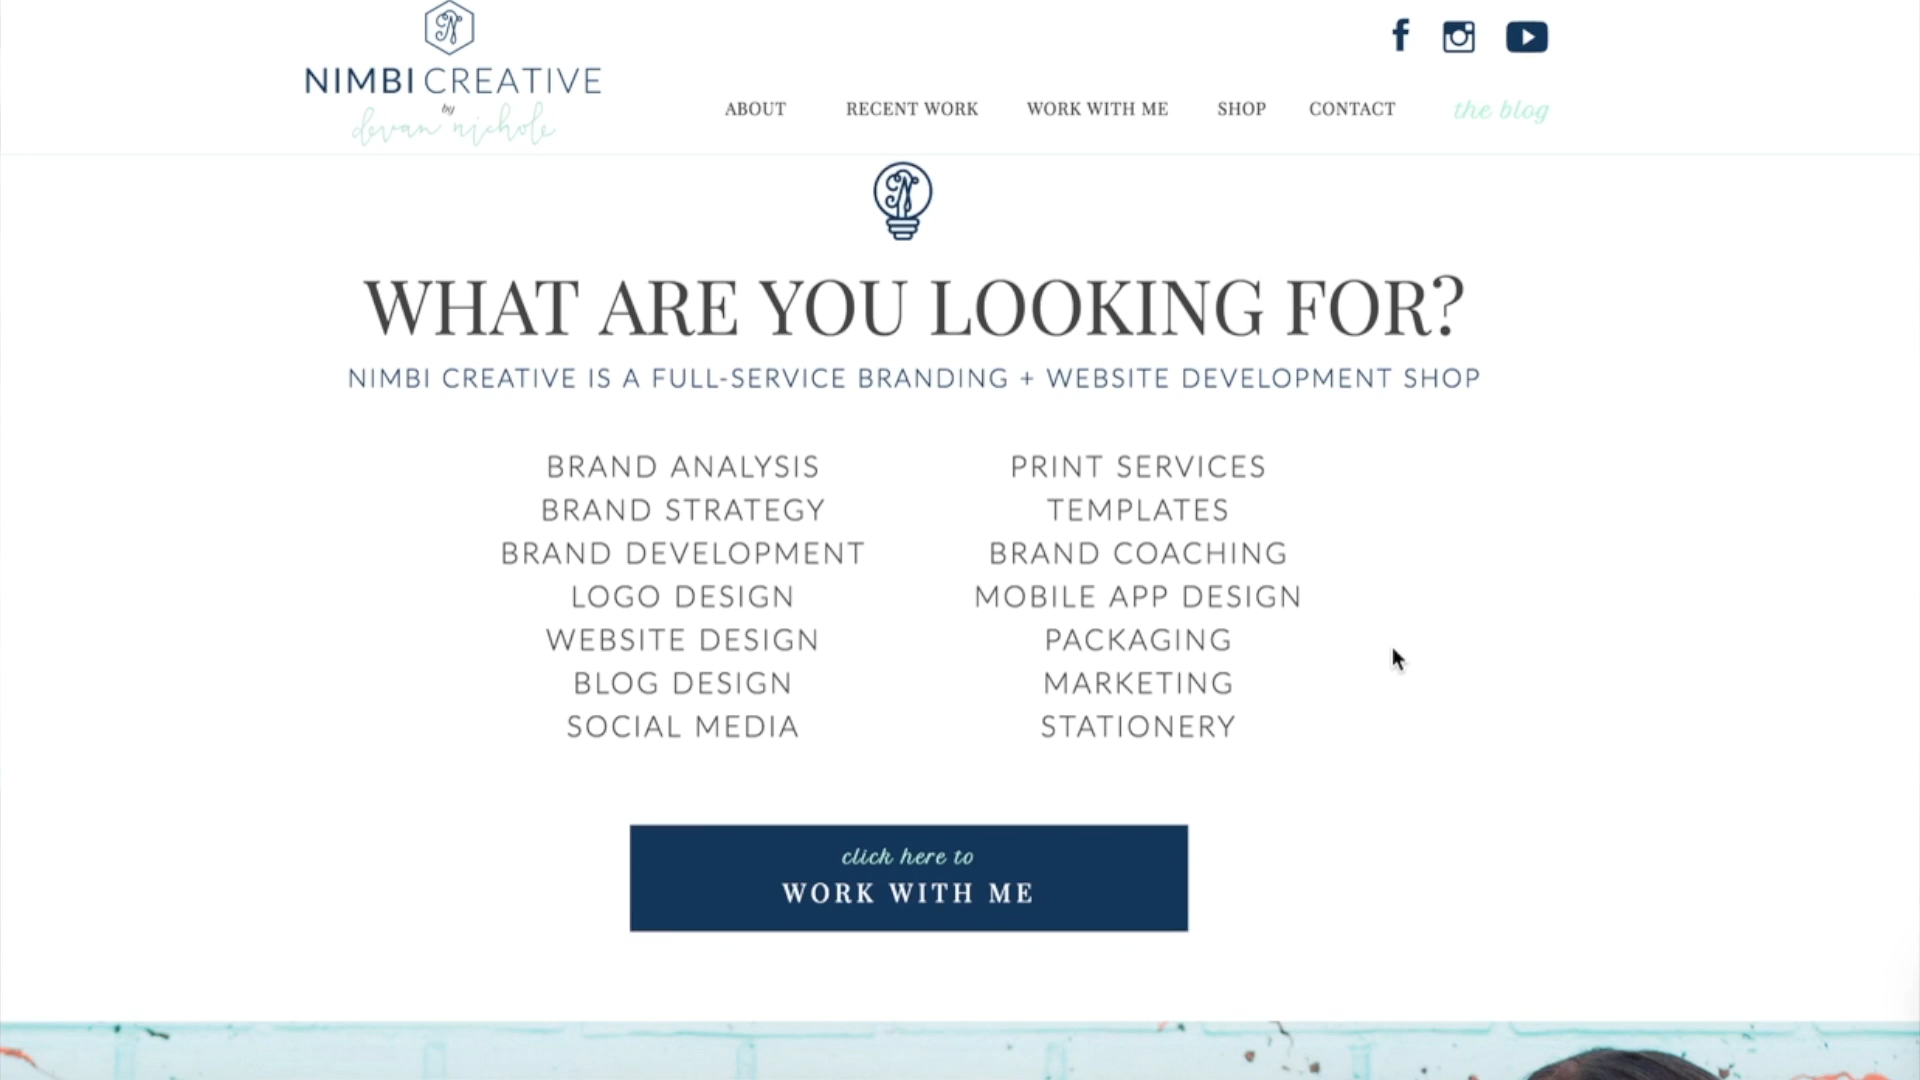 NIMBI CREATIVE
by
devan nichole
ABOUT RECENT WORK WORK WITH ME SHOP CONTACT the blog
WHAT ARE YOU LOOKING FOR?
NIMBI CREATIVE IS A FULL-SERVICE BRANDING + WEBSITE DEVELOPMENT SHOP
BRAND ANALYSIS
BRAND STRATEGY
BRAND DEVELOPMENT
LOGO DESIGN
WEBSITE DESIGN
BLOG DESIGN
SOCIAL MEDIA
PRINT SERVICES
TEMPLATES
BRAND COACHING
MOBILE APP DESIGN
PACKAGING
MARKETING
STATIONERY
click here to
WORK WITH ME